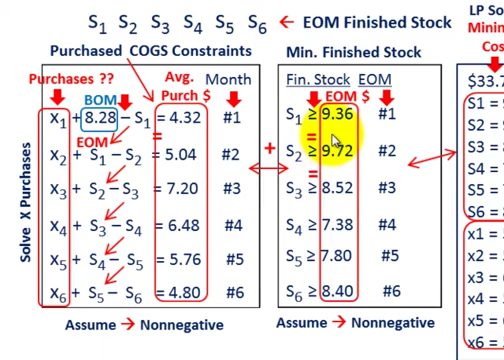 S1 S2 S3 S4 S5 S6 ← EOM Finished Stock
Purchased COGS Constraints
Purchases ??
BOM
Avg.
Purch $
Month
x1 + 8.28 – S1 = 4.32 #1
EOM =
x2 + S1 – S2 = 5.04 #2
x3 + S2 – S3 = 7.20 #3
x4 + S3 – S4 = 6.48 #4
x5 + S4 – S5 = 5.76 #5
x6 + S5 – S6 = 4.80 #6
Assume → Nonnegative
Solve X Purchases
+
Min. Finished Stock
Fin. Stock EOM
EOM $
S1 ≥ 9.36 #1
=
S2 ≥ 9.72 #2
=
S3 ≥ 8.52 #3
S4 ≥ 7.38 #4
S5 ≥ 7.80 #5
S6 ≥ 8.40 #6
Assume → Nonnegative
LP
Cos
$33.7
S1 =
S2 =
S3 =
S4 =
S5 =
S6 =
x1 =
x2 =
x3 =
x4 =
x5 =
x6 =